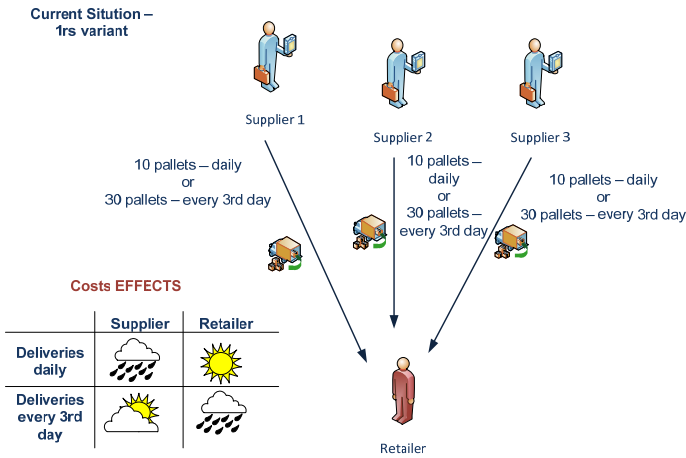 Current Sitution –
1rs variant
Supplier 1
Supplier 2
Supplier 3
10 pallets – daily
or
30 pallets – every 3rd day
10 pallets –
daily
or
30 pallets –
every 3rd day
10 pallets – daily
or
30 pallets – every 3rd day
Costs EFFECTS
Supplier
Retailer
Deliveries
daily
Deliveries
every 3rd
day
Retailer